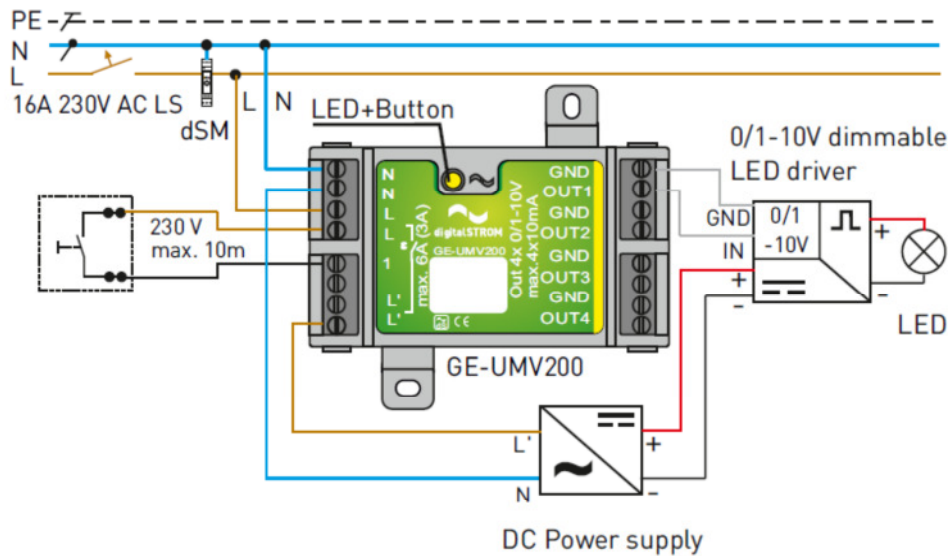 PE
N
L
16A 230V AC LS
dSM
L
N
LED+Button
0/1-10V dimmable
LED driver
230 V
max. 10m
N
N
L
L
1
L'
L'
max. 6A (3A)
digitalSTROM
GE-UMV200
Out 4x 0/1-10V
max.4x10mA
GND
OUT1
GND
OUT2
GND
OUT3
GND
OUT4
GND
IN
+
-
0/1
-10V
+
-
LED
GE-UMV200
L'
N
+
-
DC Power supply